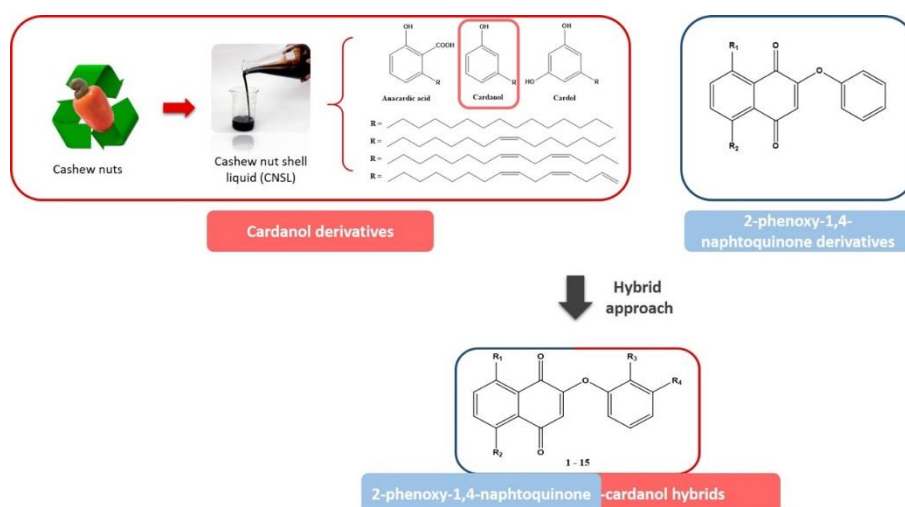 OH
COOH
R
Anacardic acid
OH
R
Cardanol
OH
HO
R
Cardol
R =
R =
R =
R =
Cashew nuts
Cashew nut shell
liquid (CNSL)
R1
O
O
R2
O
Cardanol derivatives
2-phenoxy-1,4-
naphtoquinone derivatives
Hybrid
approach
R1
O
O
R3
R4
R2
O
1 - 15
2-phenoxy-1,4-naphtoquinone -cardanol hybrids